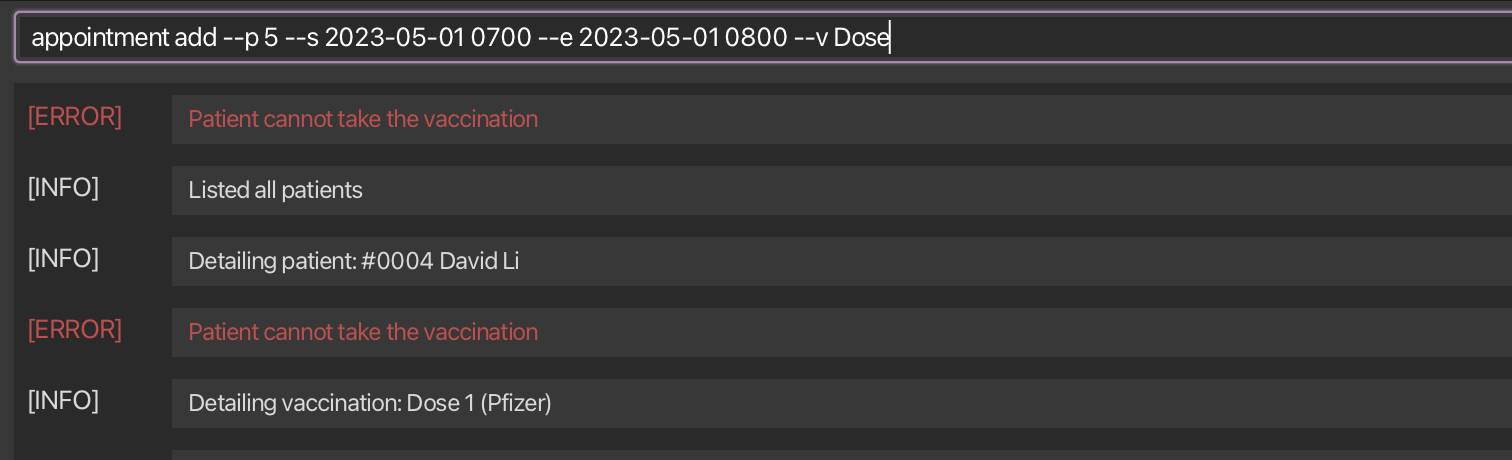 appointment add --p 5 --s 2023-05-01 0700 --e 2023-05-01 0800 --v Dose
[ERROR] Patient cannot take the vaccination
[INFO] Listed all patients
[INFO] Detailing patient: #0004 David Li
[ERROR] Patient cannot take the vaccination
[INFO] Detailing vaccination: Dose 1 (Pfizer)